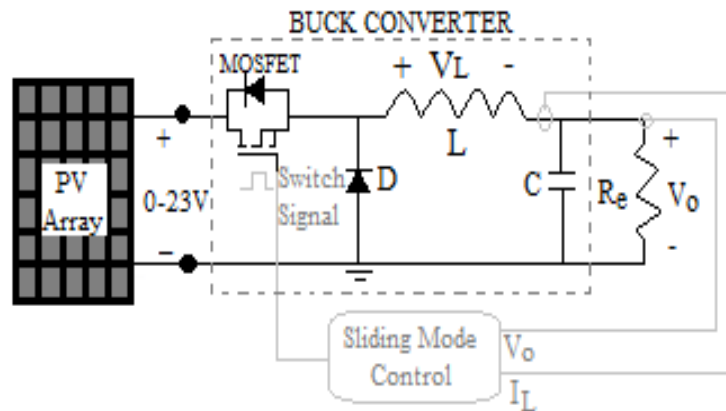 BUCK CONVERTER
MOSFET
+ VL -
L
PV
Array
+
0-23V
-
Switch
Signal
D
C
Re
+
Vo
-
Sliding Mode
Control
Vo
IL